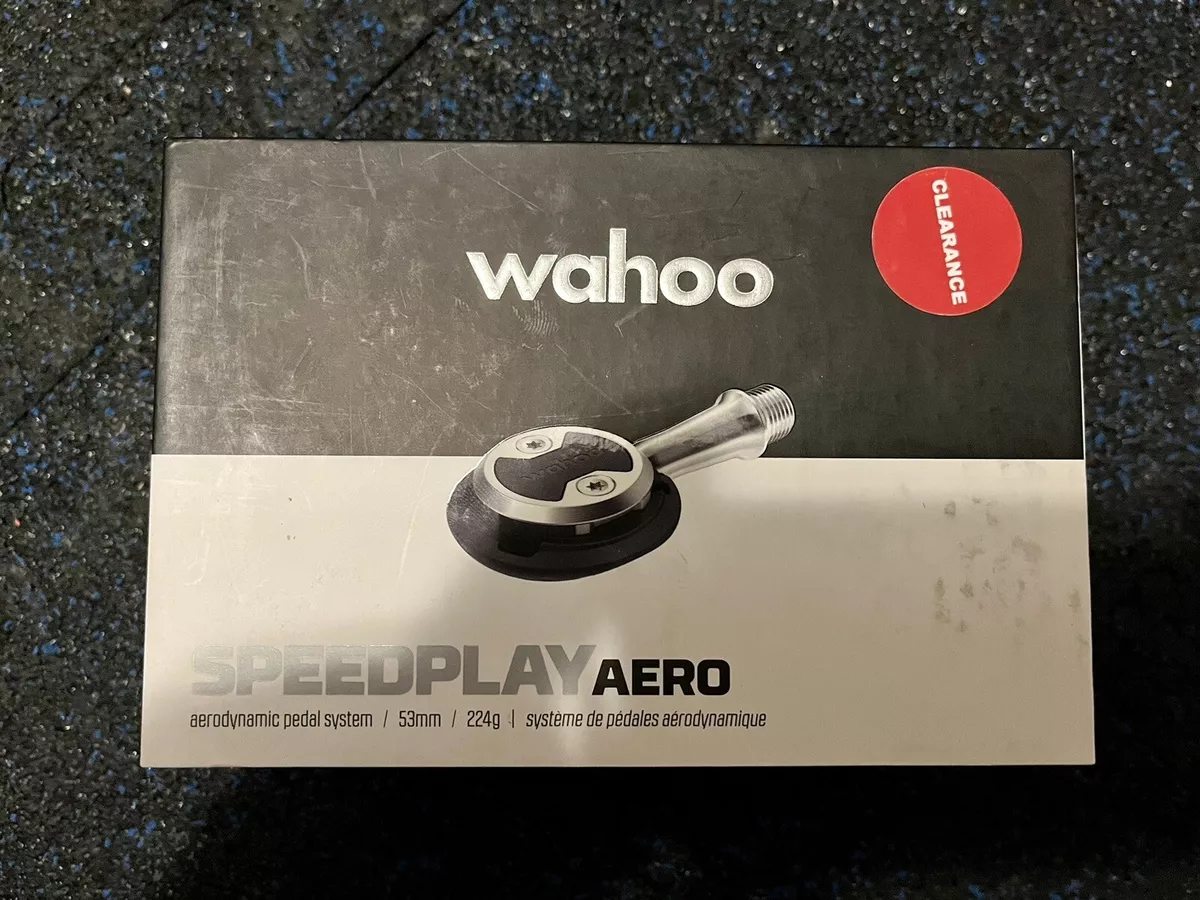 wahoo
CLEARANCE
SPEEDPLAY AERO
aerodynamic pedal system / 53mm / 224g | système de pédales aérodynamique